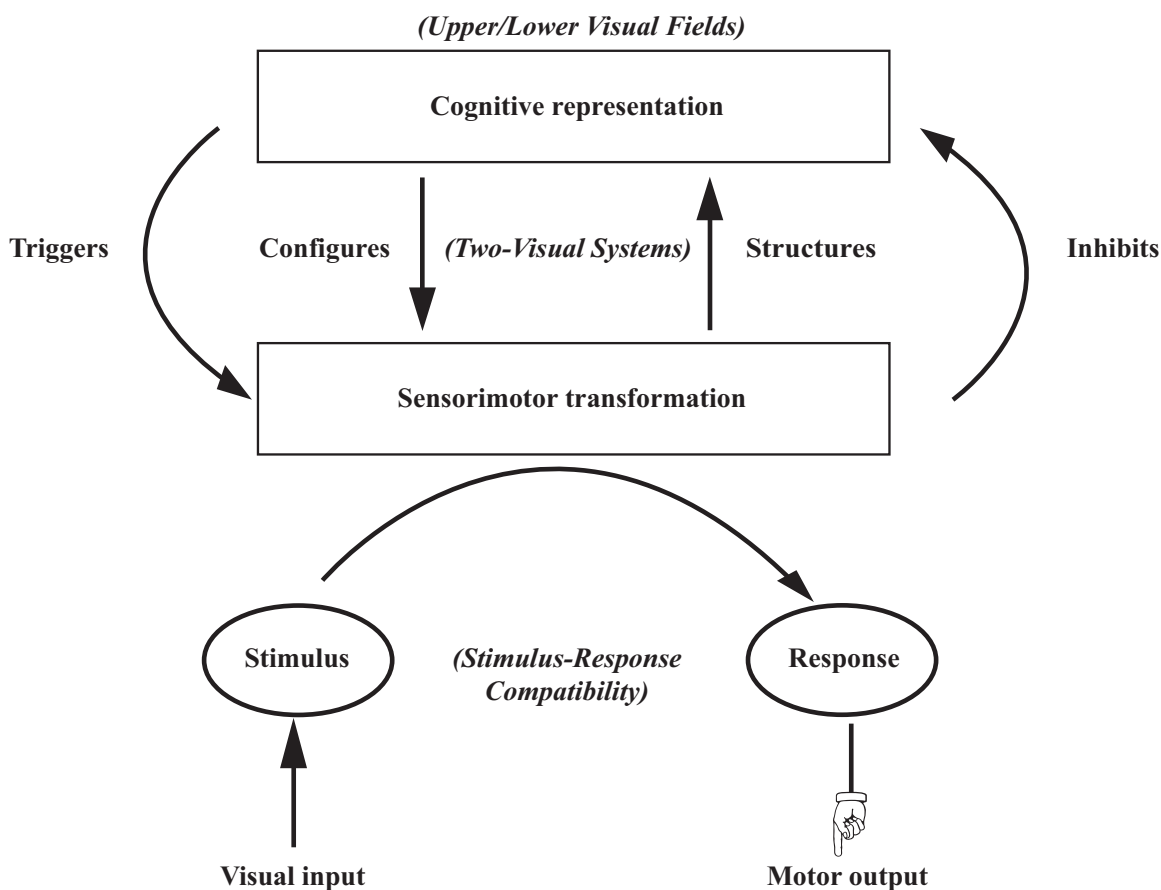 (Upper/Lower Visual Fields)
Cognitive representation
Triggers
Configures
(Two-Visual Systems)
Structures
Inhibits
Sensorimotor transformation
Stimulus
(Stimulus-Response
Compatibility)
Response
Visual input
Motor output